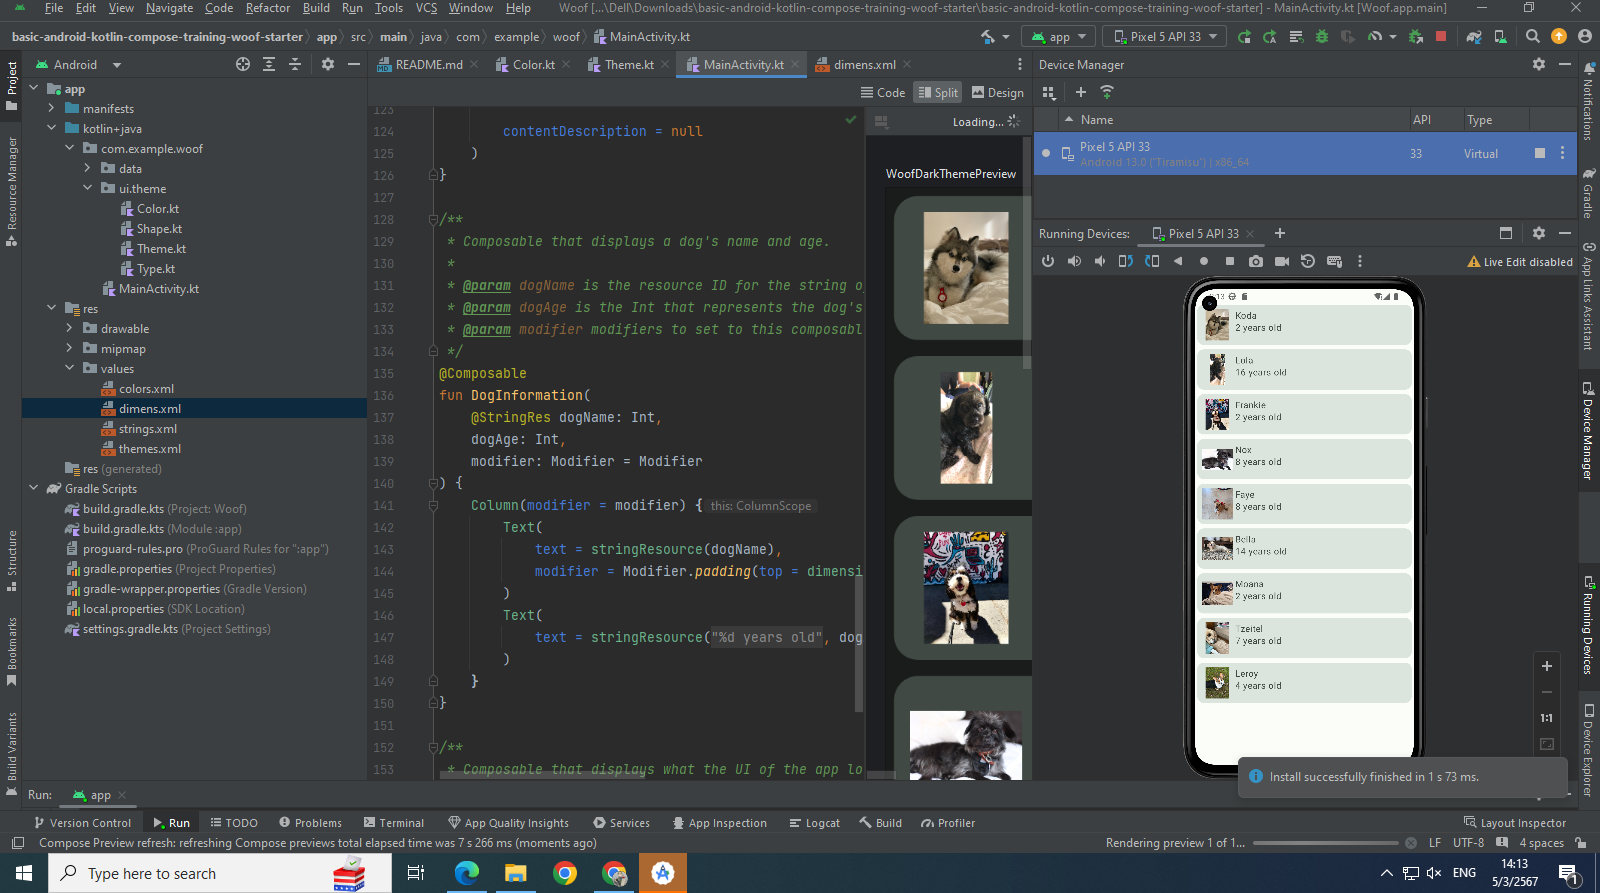 File Edit View Navigate Code Refactor Build Run Tools VCS Window Help Woof [...\Dell\Downloads\basic-android-kotlin-compose-training-woof-starter\basic-android-kotlin-compose-training-woof-starter] - MainActivity.kt [Woof.app.main]
basic-android-kotlin-compose-training-woof-starter app src main java com example woof MainActivity.kt app Pixel 5 API 33
Android README.md Color.kt Theme.kt MainActivity.kt dimens.xml Device Manager
Code Split Design
Project
Resource Manager
Structure
Bookmarks
Build Variants
app
manifests
kotlin+java
com.example.woof
data
ui.theme
Color.kt
Shape.kt
Theme.kt
Type.kt
MainActivity.kt
res
drawable
mipmap
values
colors.xml
dimens.xml
strings.xml
themes.xml
res (generated)
Gradle Scripts
build.gradle.kts (Project: Woof)
build.gradle.kts (Module :app)
proguard-rules.pro (ProGuard Rules for ":app")
gradle.properties (Project Properties)
gradle-wrapper.properties (Gradle Version)
local.properties (SDK Location)
settings.gradle.kts (Project Settings)
123
124 contentDescription = null
125 )
126 }
127
128 /**
129 * Composable that displays a dog's name and age.
130 *
131 * @param dogName is the resource ID for the string o
132 * @param dogAge is the Int that represents the dog's
133 * @param modifier modifiers to set to this composabl
134 */
135 @Composable
136 fun DogInformation(
137 @StringRes dogName: Int,
138 dogAge: Int,
139 modifier: Modifier = Modifier
140 ) {
141 Column(modifier = modifier) { this: ColumnScope
142 Text(
143 text = stringResource(dogName),
144 modifier = Modifier.padding(top = dimensi
145 )
146 Text(
147 text = stringResource("%d years old", dog
148 )
149 }
150 }
151
152 /**
153 * Composable that displays what the UI of the app lo
Loading...
WoofDarkThemePreview
Name API Type
Pixel 5 API 33
Android 13.0 ("Tiramisu") | x86_64
33 Virtual
Running Devices: Pixel 5 API 33
Live Edit disabled
Koda
2 years old
Lola
16 years old
Frankie
2 years old
Nox
8 years old
Faye
8 years old
Bella
14 years old
Moana
2 years old
Tzeitel
7 years old
Leroy
4 years old
1:1
Install successfully finished in 1 s 73 ms.
Notifications
Gradle
App Links Assistant
Device Manager
Running Devices
Device Explorer
Run: app
Version Control Run TODO Problems Terminal App Quality Insights Services App Inspection Logcat Build Profiler Layout Inspector
Compose Preview refresh: refreshing Compose previews total elapsed time was 7 s 266 ms (moments ago) Rendering preview 1 of 1... LF UTF-8 4 spaces
Type here to search
ENG
14:13
5/3/2567
1